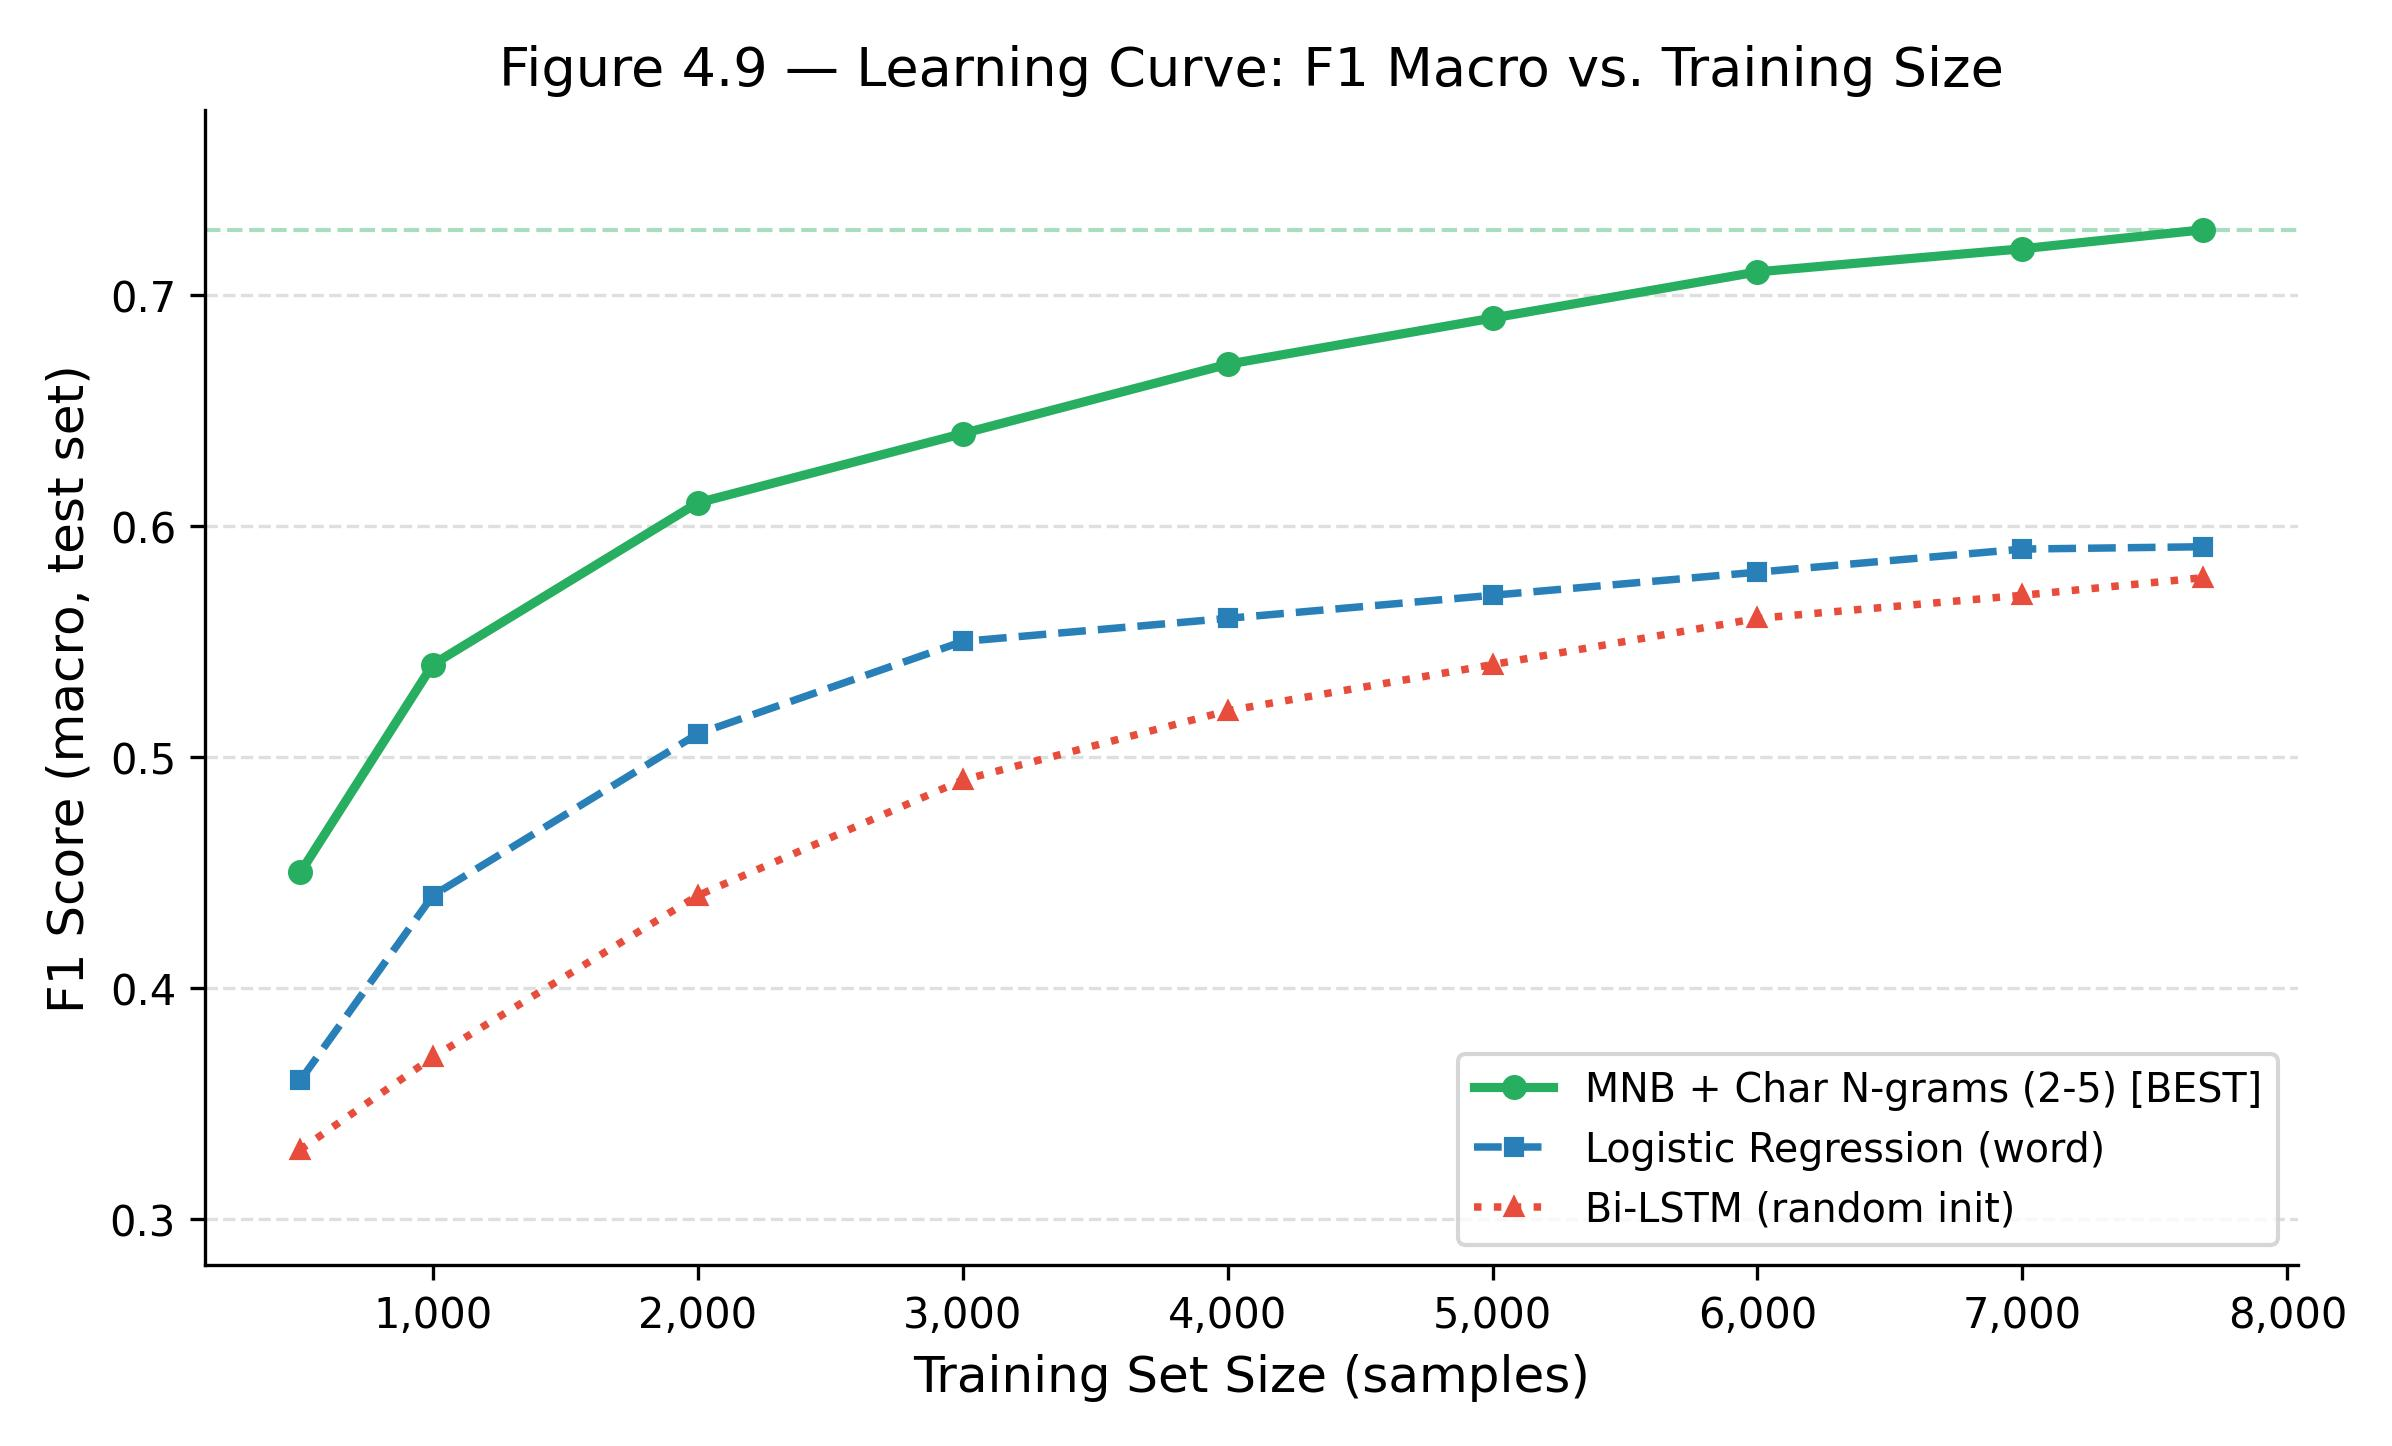 Figure 4.9 — Learning Curve: F1 Macro vs. Training Size
F1 Score (macro, test set)
0.7
0.6
0.5
0.4
0.3
MNB + Char N-grams (2-5) [BEST]
Logistic Regression (word)
Bi-LSTM (random init)
1,000 2,000 3,000 4,000 5,000 6,000 7,000 8,000
Training Set Size (samples)